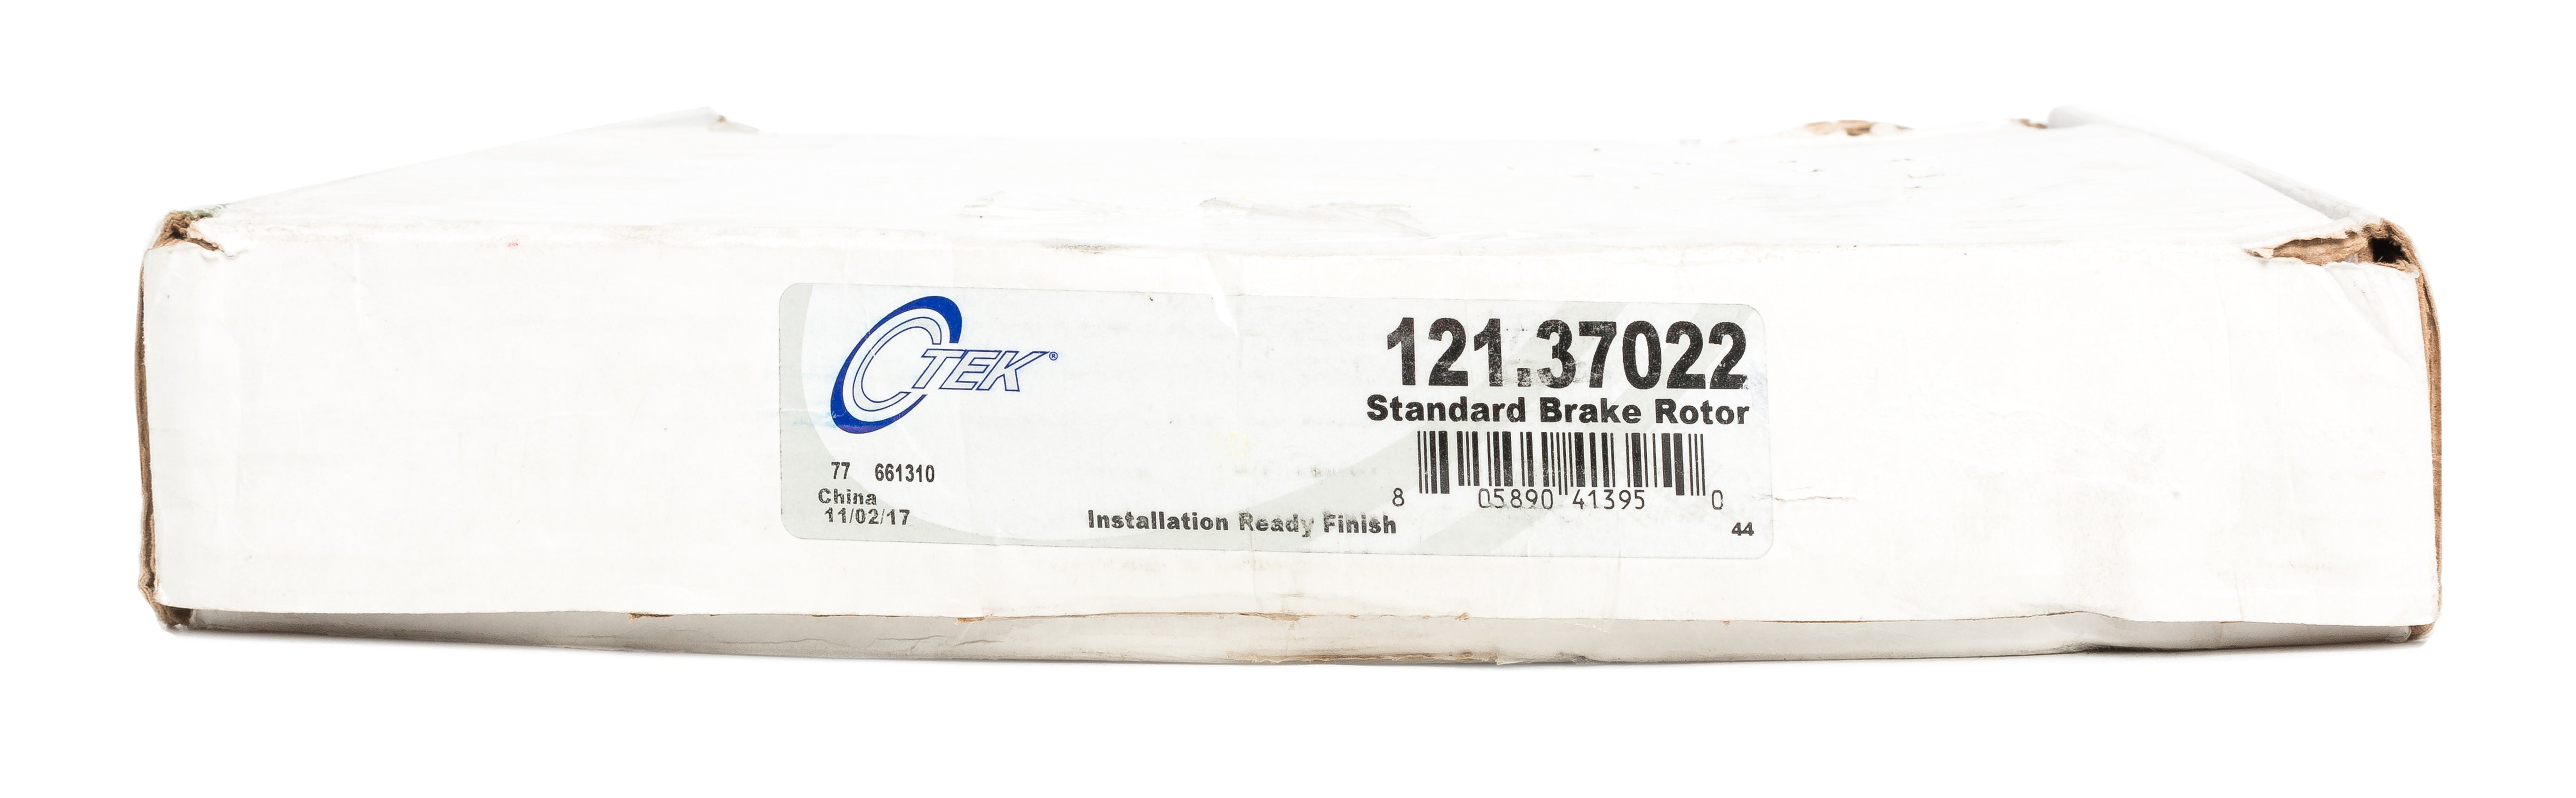 CTEK®
121.37022
Standard Brake Rotor
77 661310
China
11/02/17
8 05890 41395 0
Installation Ready Finish
44